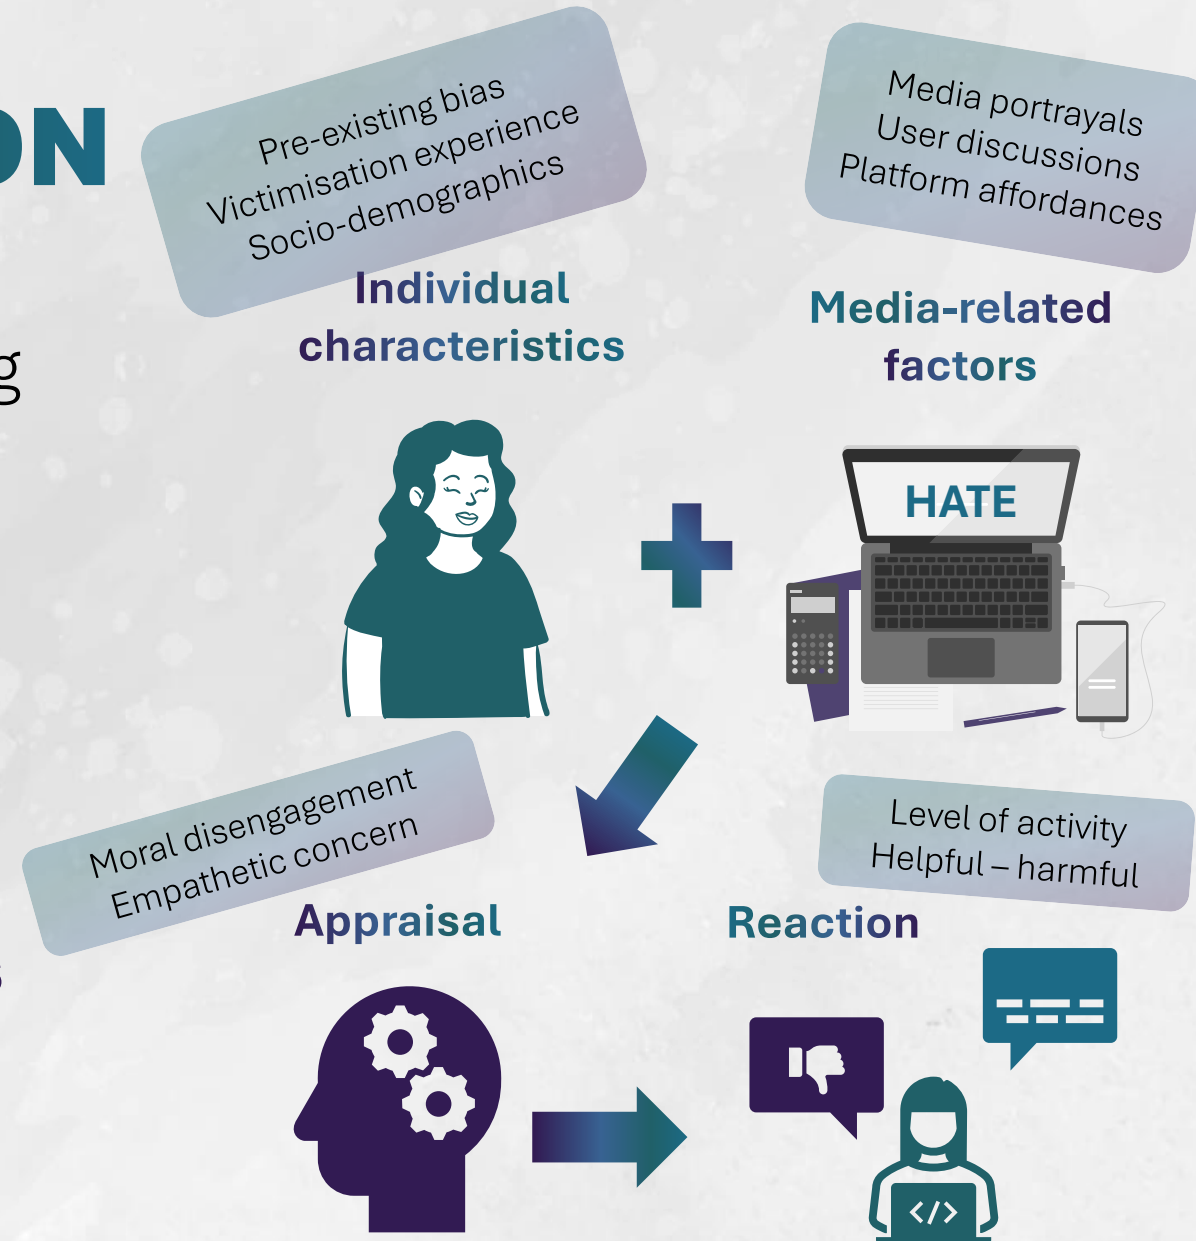 ON
Pre-existing bias
Victimisation experience
Socio-demographics
Individual
characteristics
Media portrayals
User discussions
Platform affordances
Media-related
factors
g
HATE
Moral disengagement
Empathetic concern
Appraisal
Level of activity
Helpful – harmful
Reaction
s
</>